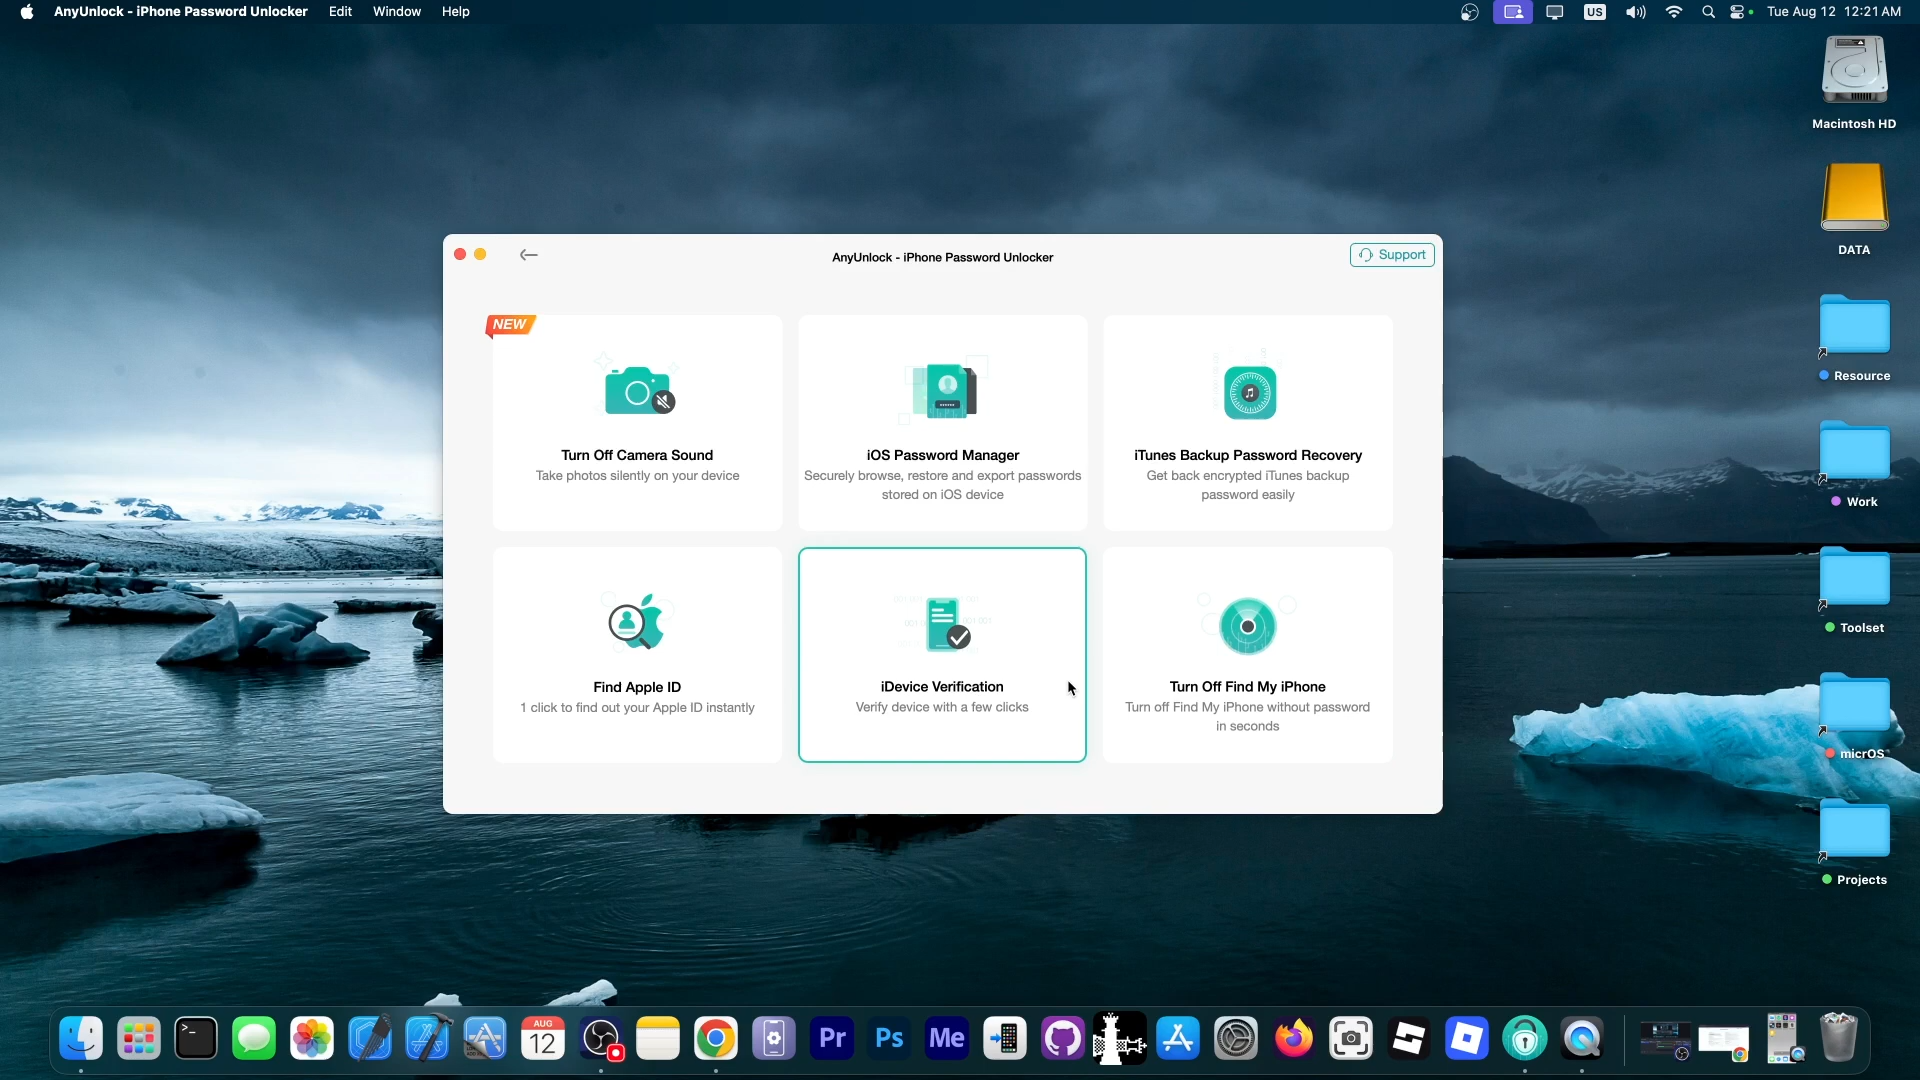 AnyUnlock - iPhone Password Unlocker Edit Window Help US Tue Aug 12 12:21 AM
Macintosh HD
DATA
Resource
Work
Toolset
micrOS
Projects
AnyUnlock - iPhone Password Unlocker
Support
NEW
Turn Off Camera Sound
Take photos silently on your device
iOS Password Manager
Securely browse, restore and export passwords
stored on iOS device
iTunes Backup Password Recovery
Get back encrypted iTunes backup
password easily
Find Apple ID
1 click to find out your Apple ID instantly
iDevice Verification
Verify device with a few clicks
Turn Off Find My iPhone
Turn off Find My iPhone without password
in seconds
AUG
12
Pr
Ps
Me